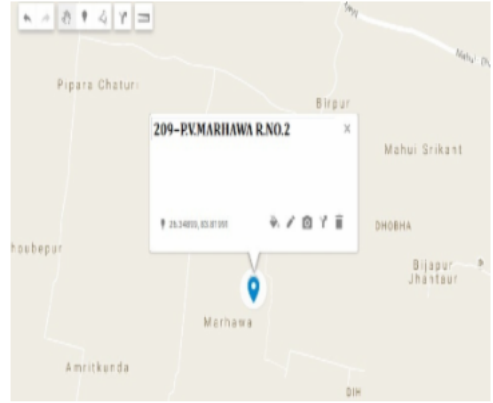 Pipara Chaturi
Birpur
209-P.V.MARHAWA R.NO.2
Mahui Srikant
DHOBHA
houbepur
Bijapur
Jhantaur
Marhawa
Amritkunda
DIH